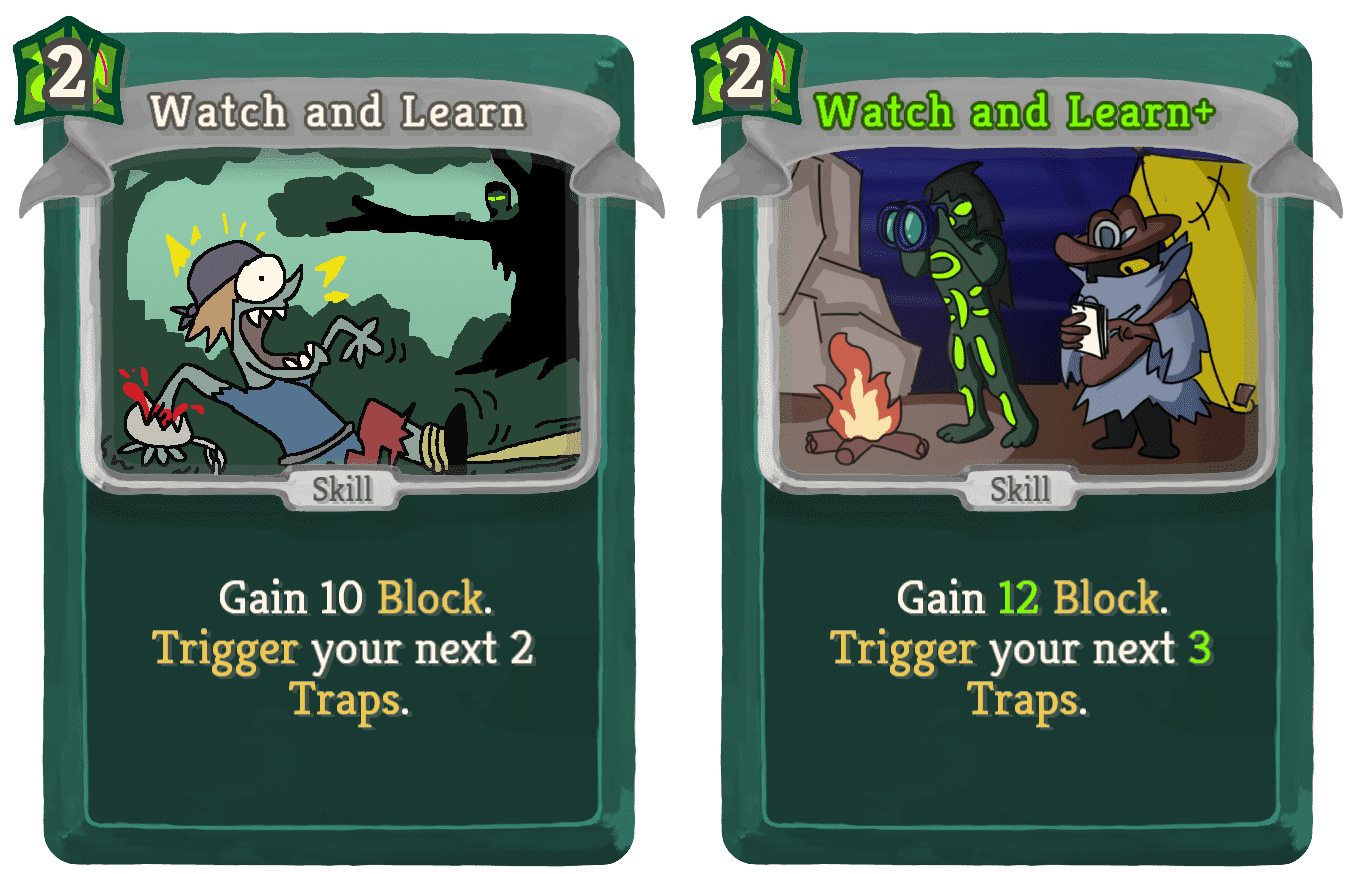 2
Watch and Learn
Skill
Gain 10 Block.
Trigger your next 2
Traps.
2
Watch and Learn+
Skill
Gain 12 Block.
Trigger your next 3
Traps.